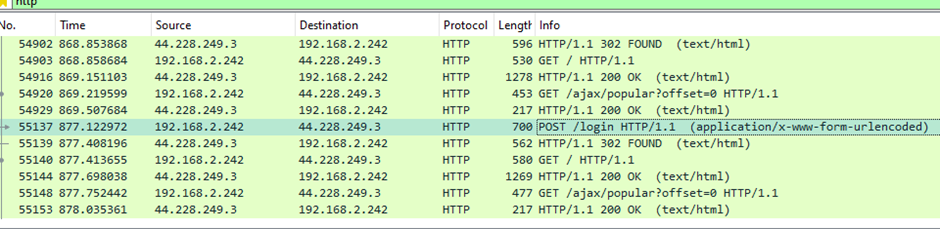 http
No. Time Source Destination Protocol Length Info
54902 868.853868 44.228.249.3 192.168.2.242 HTTP 596 HTTP/1.1 302 FOUND (text/html)
54903 868.858684 192.168.2.242 44.228.249.3 HTTP 530 GET / HTTP/1.1
54916 869.151103 44.228.249.3 192.168.2.242 HTTP 1278 HTTP/1.1 200 OK (text/html)
54920 869.219599 192.168.2.242 44.228.249.3 HTTP 453 GET /ajax/popular?offset=0 HTTP/1.1
54929 869.507684 44.228.249.3 192.168.2.242 HTTP 217 HTTP/1.1 200 OK (text/html)
55137 877.122972 192.168.2.242 44.228.249.3 HTTP 700 POST /login HTTP/1.1 (application/x-www-form-urlencoded)
55139 877.408196 44.228.249.3 192.168.2.242 HTTP 562 HTTP/1.1 302 FOUND (text/html)
55140 877.413655 192.168.2.242 44.228.249.3 HTTP 580 GET / HTTP/1.1
55144 877.698038 44.228.249.3 192.168.2.242 HTTP 1269 HTTP/1.1 200 OK (text/html)
55148 877.752442 192.168.2.242 44.228.249.3 HTTP 477 GET /ajax/popular?offset=0 HTTP/1.1
55153 878.035361 44.228.249.3 192.168.2.242 HTTP 217 HTTP/1.1 200 OK (text/html)